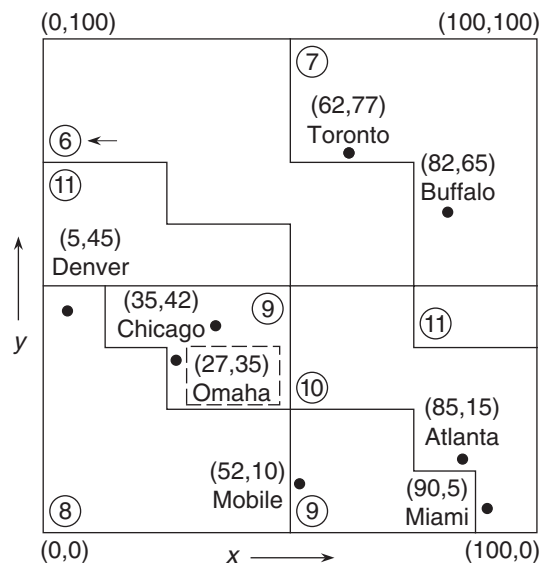 (0,100) (100,100)
7
(62,77)
Toronto
6
(82,65)
Buffalo
11
(5,45)
Denver
(35,42)
Chicago
9
11
y
(27,35)
Omaha
10
(85,15)
Atlanta
(52,10)
Mobile
(90,5)
Miami
8
9
(0,0) x (100,0)